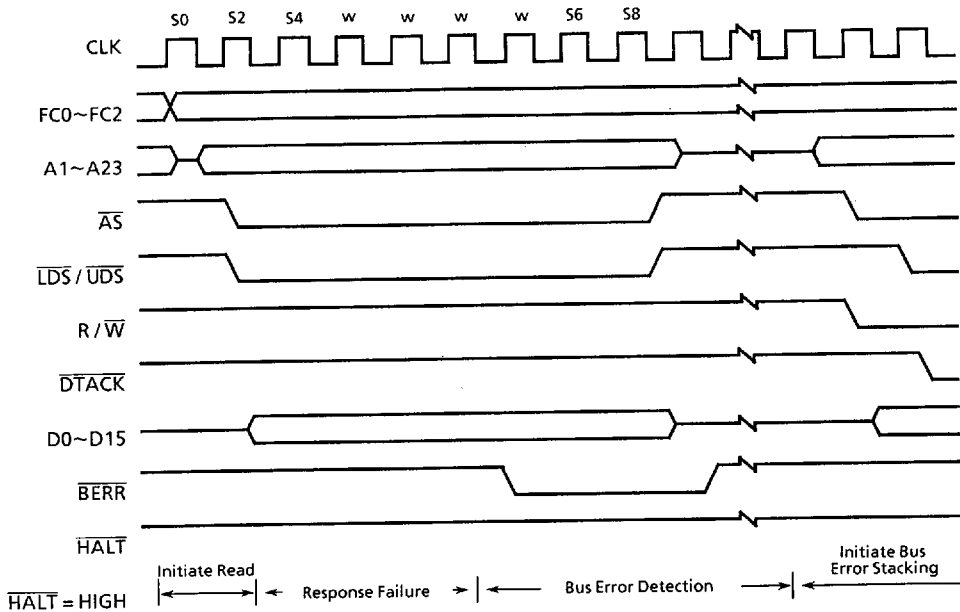 S0 S2 S4 w w w w S6 S8
CLK
FC0~FC2
A1~A23
AS
LDS / UDS
R / W
DTACK
D0~D15
BERR
HALT
Initiate Read
Response Failure
Bus Error Detection
Initiate Bus
Error Stacking
HALT = HIGH